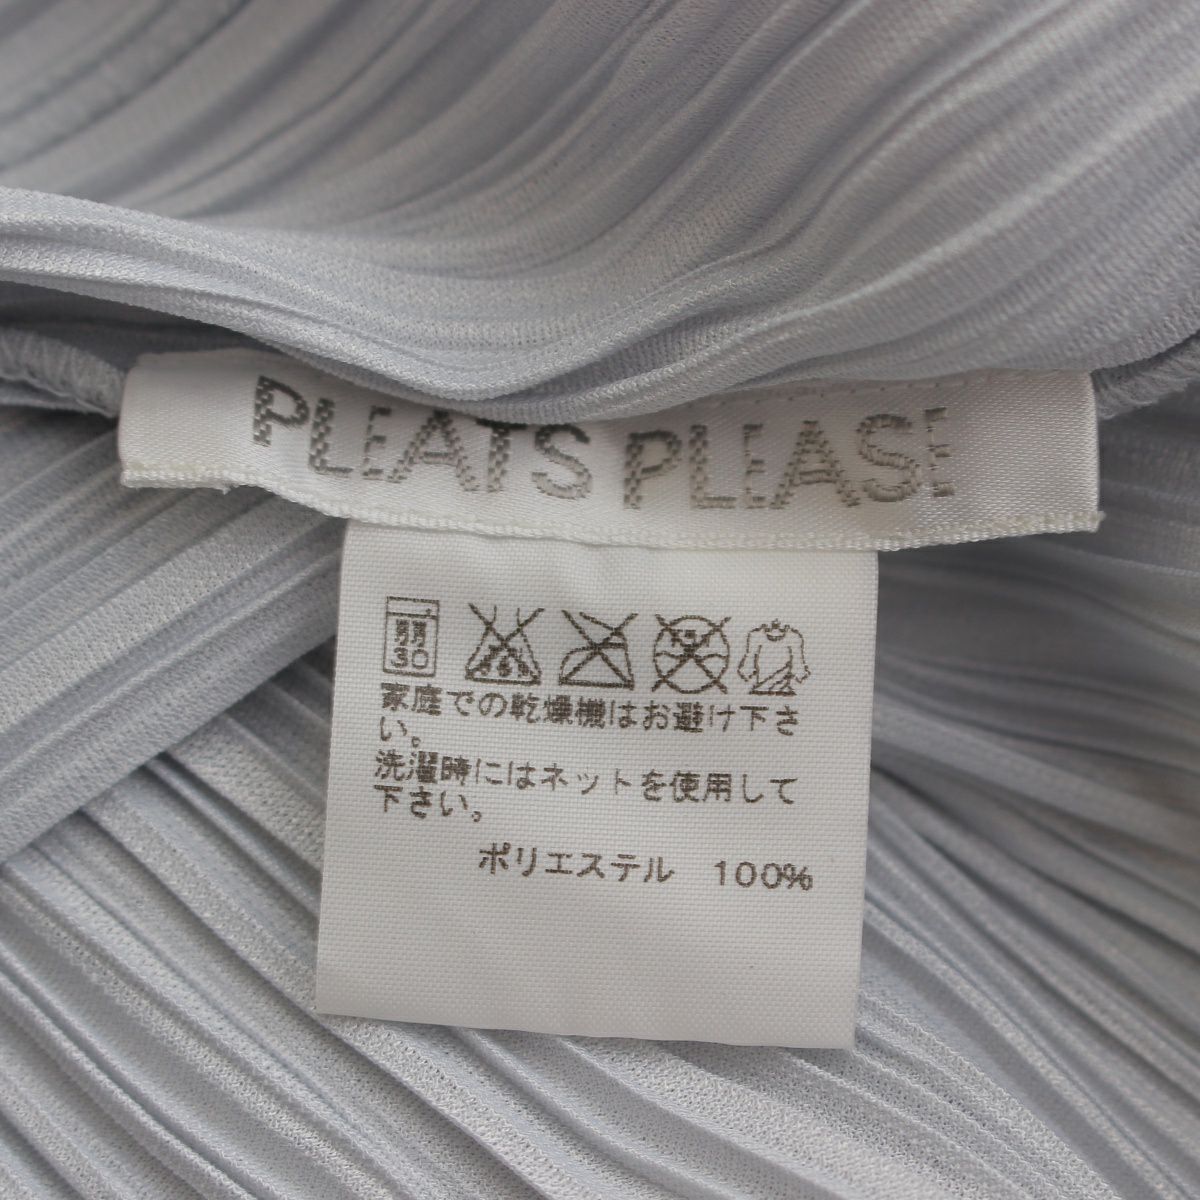 PLEATS PLEASE
弱
30
家庭での乾燥機はお避け下さ
い。
洗濯時にはネットを使用して
下さい。
ポリエステル 100%